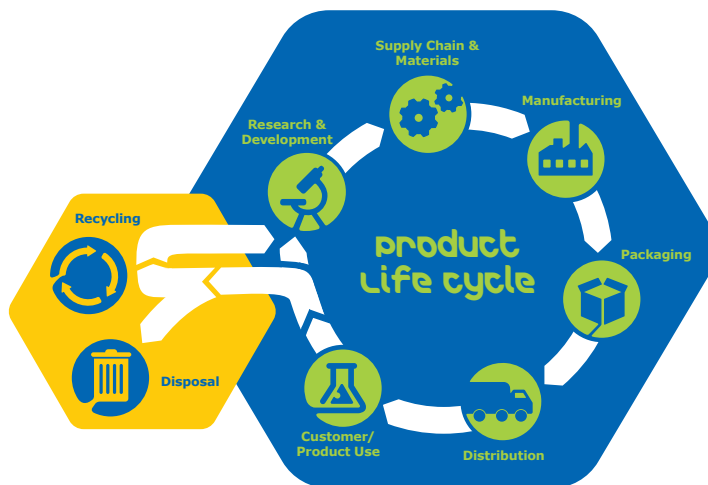 Supply Chain &
Materials
Manufacturing
Research &
Development
Recycling
Product
Life Cycle
Packaging
Disposal
Customer/
Product Use
Distribution